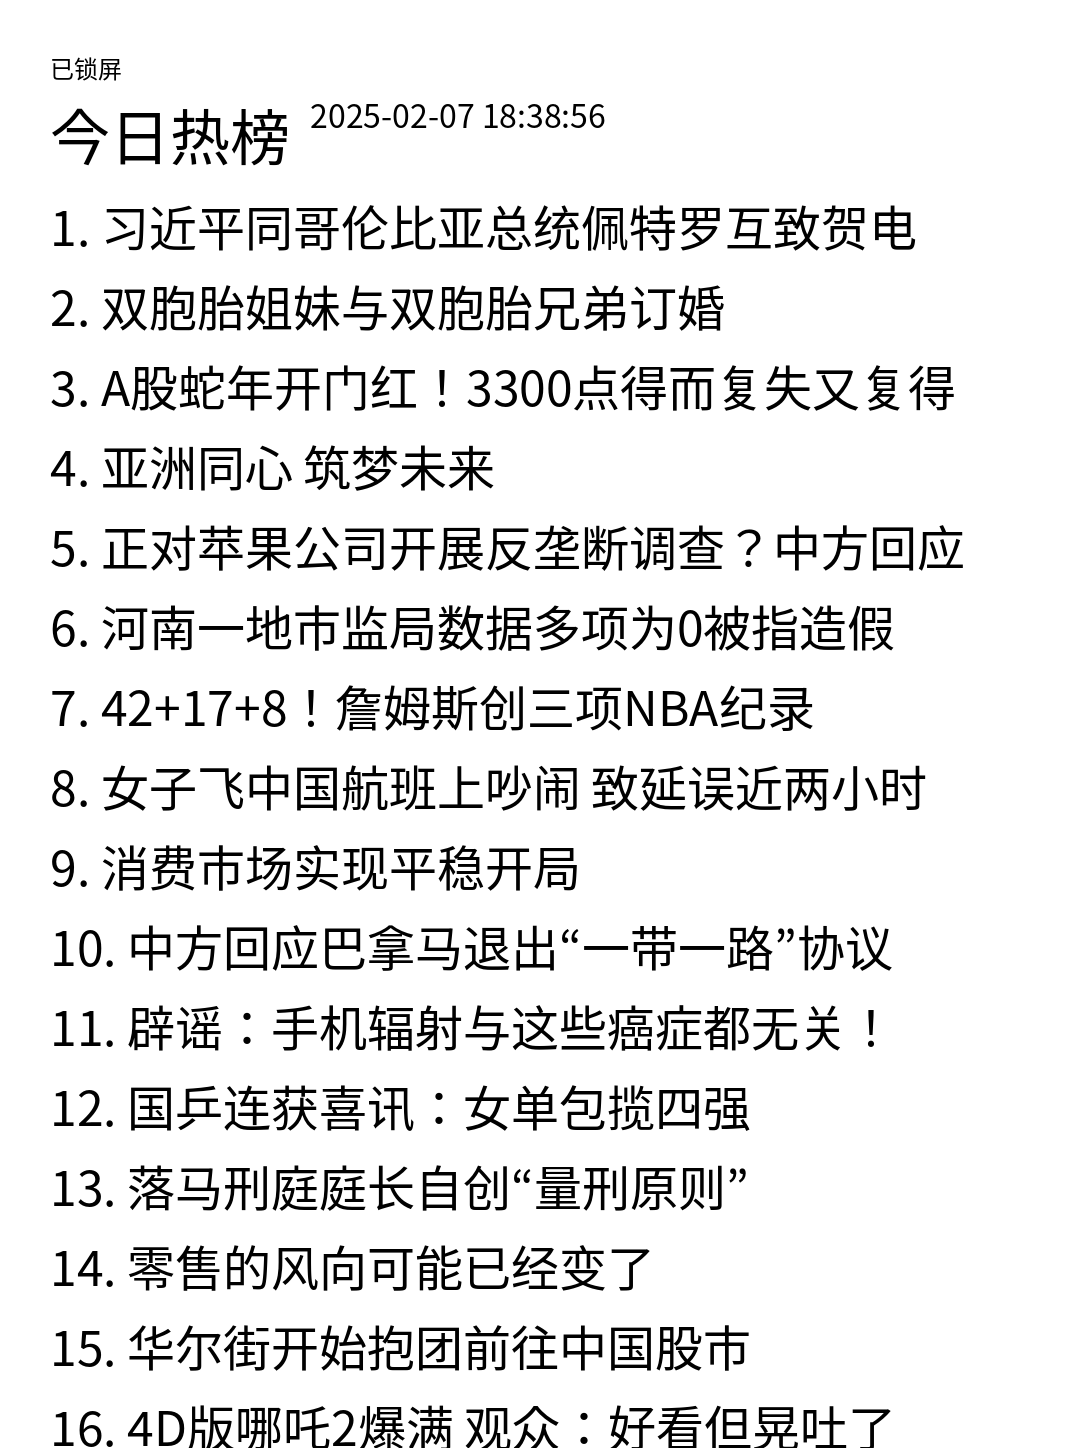 已锁屏
今日热榜 2025-02-07 18:38:56
1. 习近平同哥伦比亚总统佩特罗互致贺电
2. 双胞胎姐妹与双胞胎兄弟订婚
3. A股蛇年开门红！3300点得而复失又复得
4. 亚洲同心 筑梦未来
5. 正对苹果公司开展反垄断调查？中方回应
6. 河南一地市监局数据多项为0被指造假
7. 42+17+8！詹姆斯创三项NBA纪录
8. 女子飞中国航班上吵闹 致延误近两小时
9. 消费市场实现平稳开局
10. 中方回应巴拿马退出“一带一路”协议
11. 辟谣：手机辐射与这些癌症都无关！
12. 国乒连获喜讯：女单包揽四强
13. 落马刑庭庭长自创“量刑原则”
14. 零售的风向可能已经变了
15. 华尔街开始抱团前往中国股市
16. 4D版哪吒2爆满 观众：好看但晃吐了